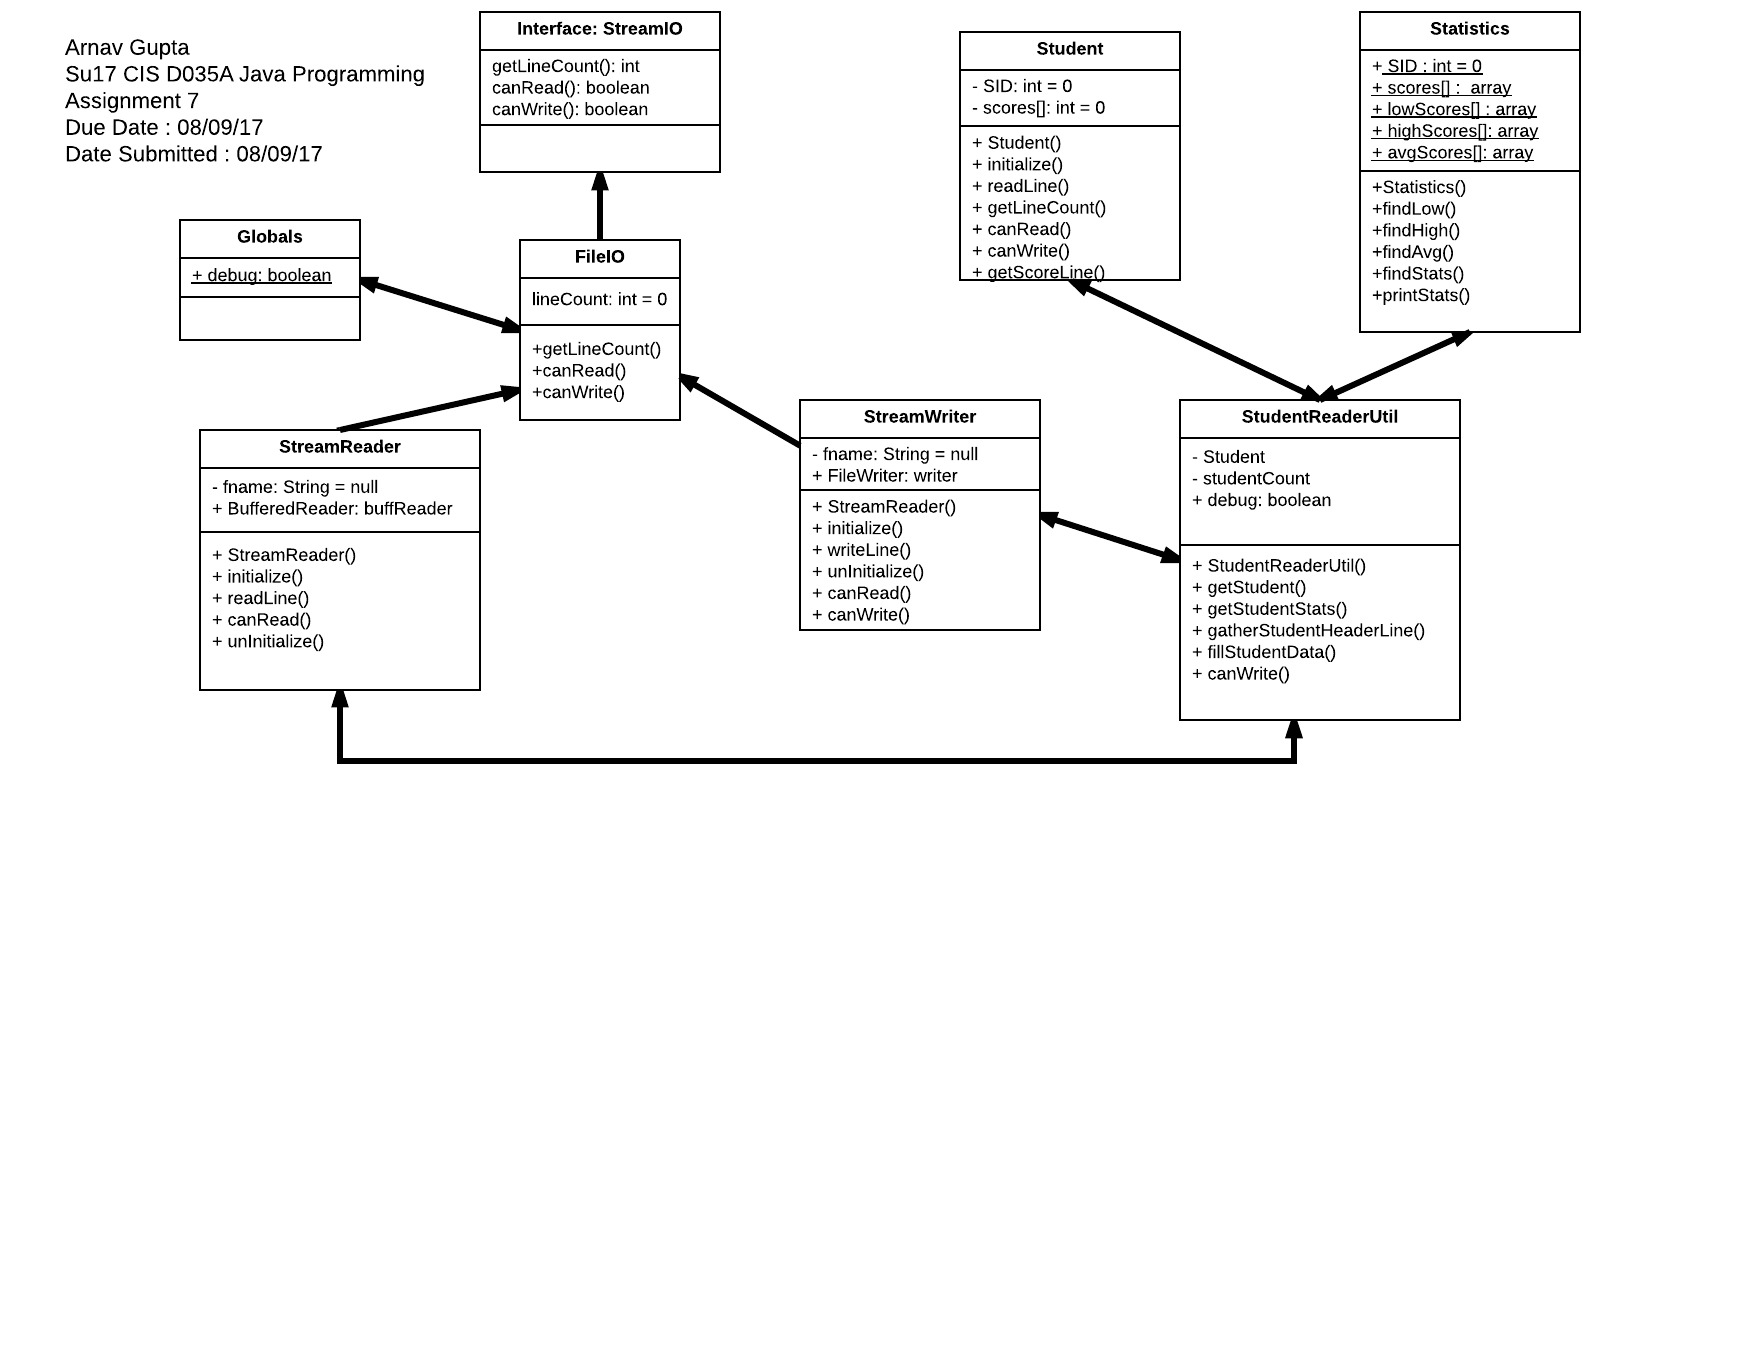 Arnav Gupta
Su17 CIS D035A Java Programming
Assignment 7
Due Date : 08/09/17
Date Submitted : 08/09/17
Interface: StreamIO
getLineCount(): int
canRead(): boolean
canWrite(): boolean
Student
- SID: int = 0
- scores[]: int = 0
+ Student()
+ initialize()
+ readLine()
+ getLineCount()
+ canRead()
+ canWrite()
+ getScoreLine()
Statistics
+ SID : int = 0
+ scores[] :  array
+ lowScores[] : array
+ highScores[]: array
+ avgScores[]: array
+Statistics()
+findLow()
+findHigh()
+findAvg()
+findStats()
+printStats()
Globals
+ debug: boolean
FileIO
lineCount: int = 0
+getLineCount()
+canRead()
+canWrite()
StreamReader
- fname: String = null
+ BufferedReader: buffReader
+ StreamReader()
+ initialize()
+ readLine()
+ canRead()
+ unInitialize()
StreamWriter
- fname: String = null
+ FileWriter: writer
+ StreamReader()
+ initialize()
+ writeLine()
+ unInitialize()
+ canRead()
+ canWrite()
StudentReaderUtil
- Student
- studentCount
+ debug: boolean
+ StudentReaderUtil()
+ getStudent()
+ getStudentStats()
+ gatherStudentHeaderLine()
+ fillStudentData()
+ canWrite()